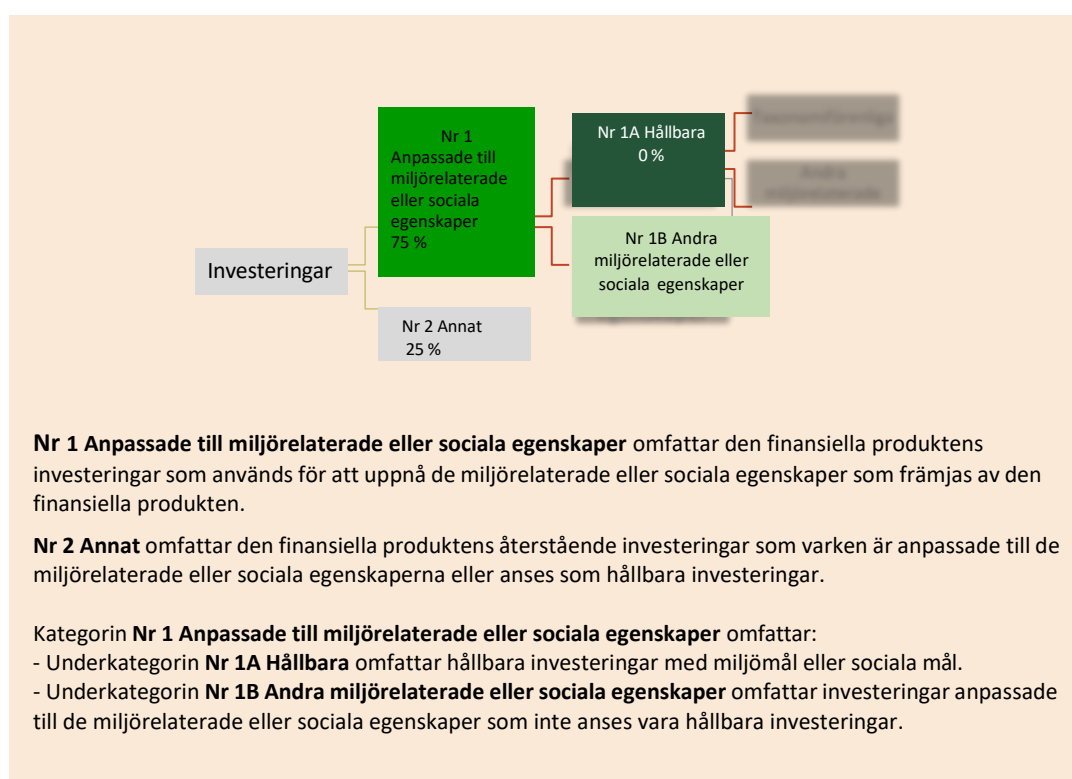 Nr 1
Anpassade till
miljörelaterade
eller sociala
egenskaper
75 %
Nr 1A Hållbara
0 %
Andra
miljörelaterade
Nr 1B Andra
miljörelaterade eller
sociala egenskaper
Investeringar
Nr 2 Annat
25 %
Nr 1 Anpassade till miljörelaterade eller sociala egenskaper omfattar den finansiella produktens
investeringar som används för att uppnå de miljörelaterade eller sociala egenskaper som främjas av den
finansiella produkten.
Nr 2 Annat omfattar den finansiella produktens återstående investeringar som varken är anpassade till de
miljörelaterade eller sociala egenskaperna eller anses som hållbara investeringar.
Kategorin Nr 1 Anpassade till miljörelaterade eller sociala egenskaper omfattar:
- Underkategorin Nr 1A Hållbara omfattar hållbara investeringar med miljömål eller sociala mål.
- Underkategorin Nr 1B Andra miljörelaterade eller sociala egenskaper omfattar investeringar anpassade
till de miljörelaterade eller sociala egenskaper som inte anses vara hållbara investeringar.